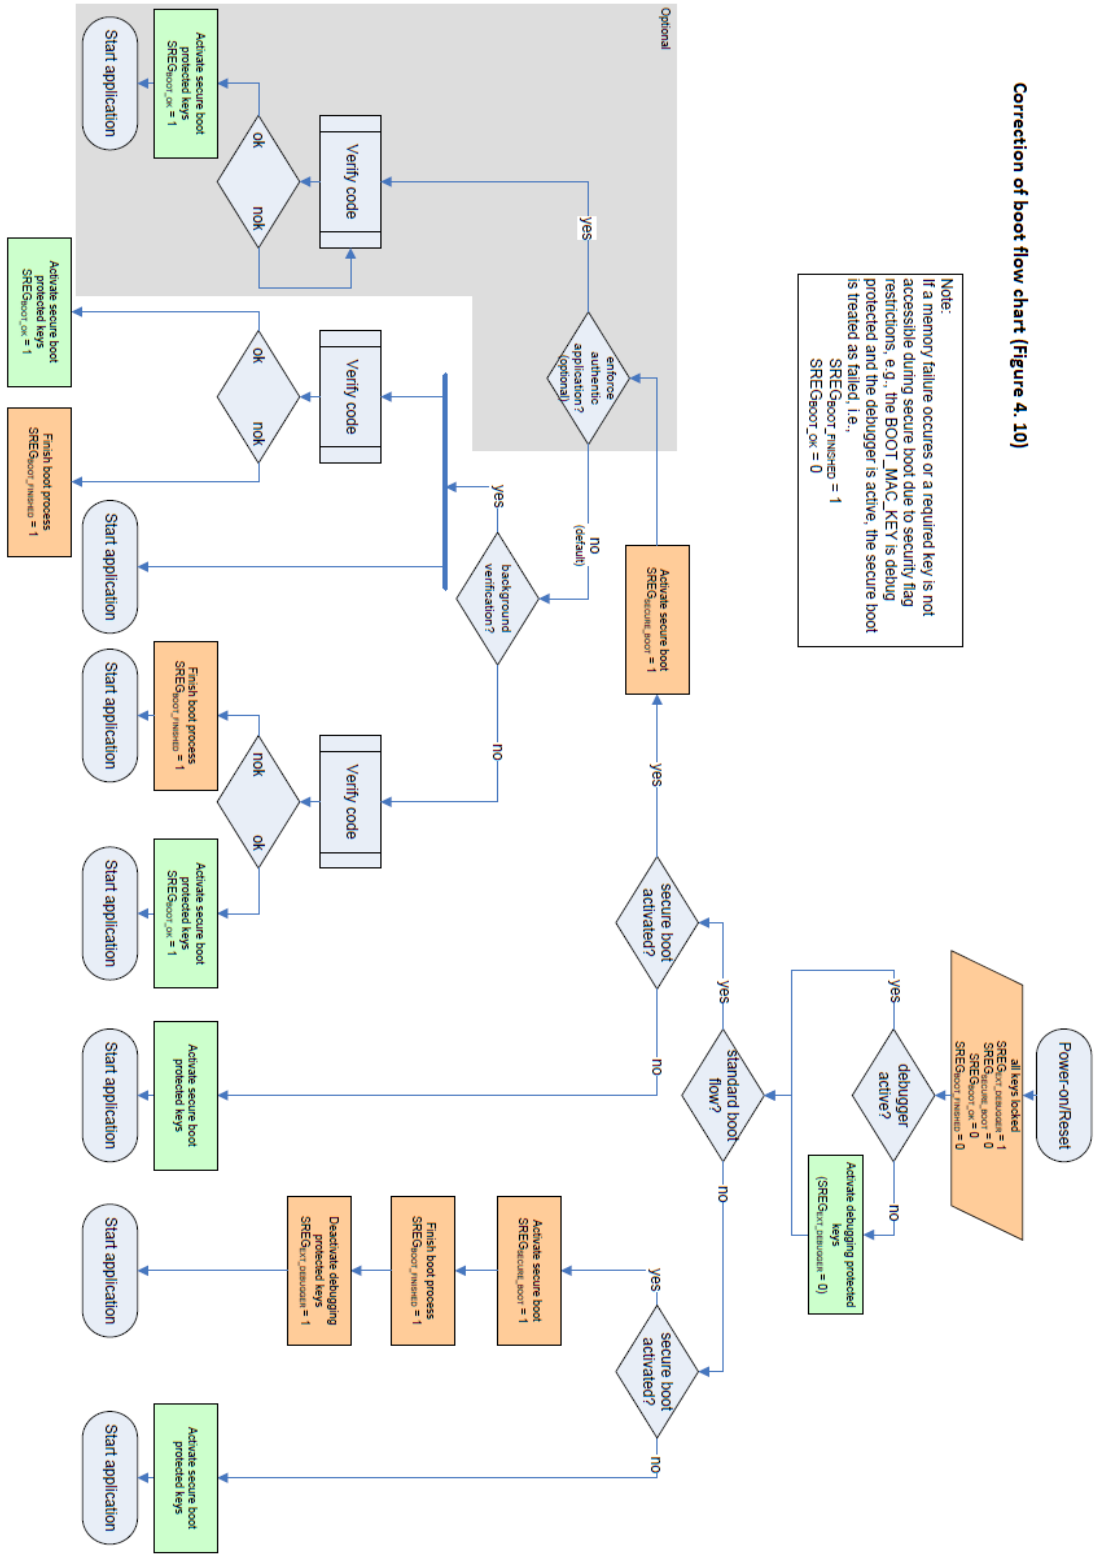 Correction of boot flow chart (Figure 4. 10)
Note:
If a memory failure occures or a required key is not
accessible during secure boot due to security flag
restrictions, e.g., the BOOT_MAC_KEY is debug
protected and the debugger is active, the secure boot
is treated as failed, i.e.,
SREGBOOT_FINISHED = 1
SREGBOOT_OK = 0
Power-on/Reset
all keys locked
SREGEXT_DEBUGGER = 1
SREGSECURE_BOOT = 0
SREGBOOT_OK = 0
SREGBOOT_FINISHED = 0
debugger
active?
yes
no
Activate debugging protected
keys
(SREGEXT_DEBUGGER = 0)
Standard boot
flow?
yes
no
secure boot
activated?
yes
no
secure boot
activated?
yes
no
Activate secure boot
SREGSECURE_BOOT = 1
Activate secure boot
SREGSECURE_BOOT = 1
Finish boot process
SREGBOOT_FINISHED = 1
Deactivate debugging
protected keys
SREGEXT_DEBUGGER = 1
Optional
enforce
authentic
application?
(optional)
yes
no
(default)
background
verification?
yes
no
Verify code
ok
nok
Verify code
ok
nok
Verify code
nok
ok
Activate secure boot
protected keys
SREGBOOT_OK = 1
Start application
Activate secure boot
protected keys
SREGBOOT_OK = 1
Finish boot process
SREGBOOT_FINISHED = 1
Start application
Finish boot process
SREGBOOT_FINISHED = 1
Start application
Activate secure boot
protected keys
SREGBOOT_OK = 1
Start application
Activate secure boot
protected keys
Start application
Start application
Activate secure boot
protected keys
Start application